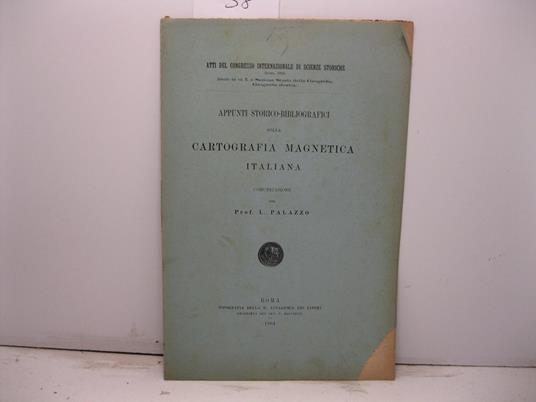 58
ATTI DEL CONGRESSO INTERNAZIONALE DI SCIENZE STORICHE
APPUNTI STORICO-BIBLIOGRAFICI
SULLA
CARTOGRAFIA MAGNETICA
ITALIANA
COMUNICAZIONE
DEL
Prof. L. PALAZZO
ROMA
TIPOGRAFIA DELLA R. ACCADEMIA DEI LINCEI
1904